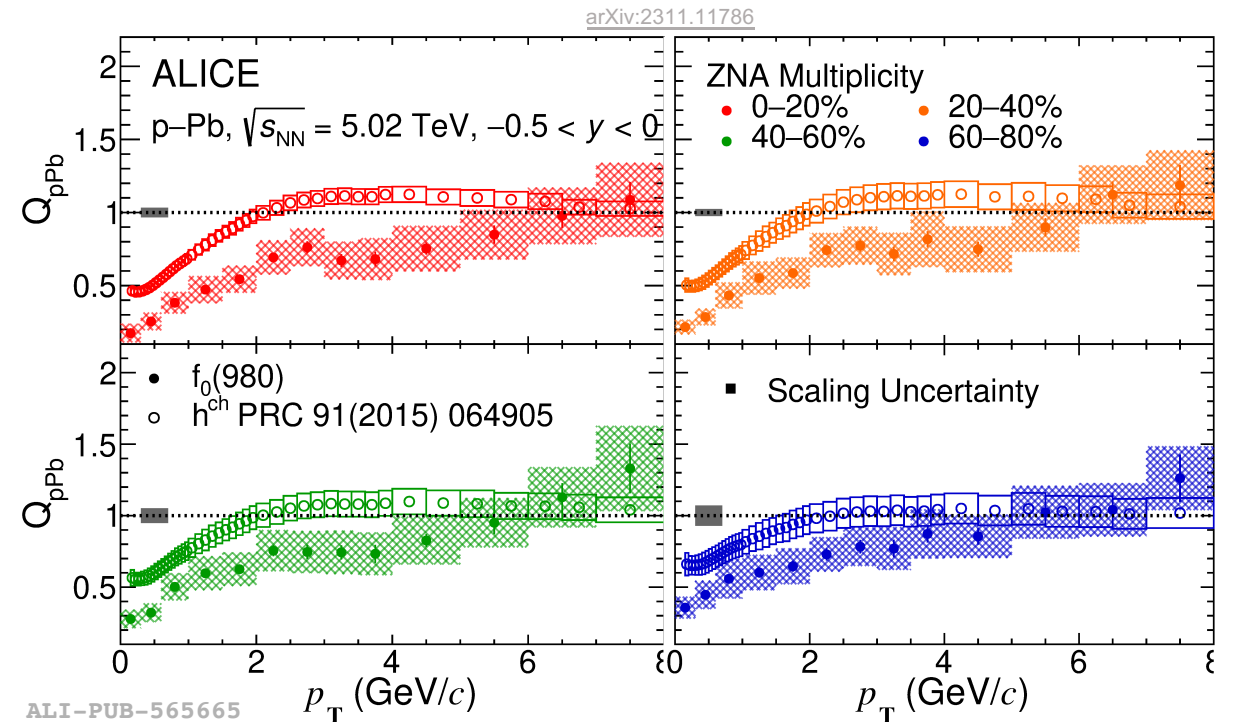 arXiv:2311.11786
ALICE
p–Pb, √sNN = 5.02 TeV, –0.5 < y < 0
ZNA Multiplicity
0–20%
20–40%
40–60%
60–80%
QpPb
2
1.5
1
0.5
f0(980)
hch PRC 91(2015) 064905
Scaling Uncertainty
QpPb
2
1.5
1
0.5
0 2 4 6 8 0 2 4 6 8
pT (GeV/c)
pT (GeV/c)
ALI-PUB-565665